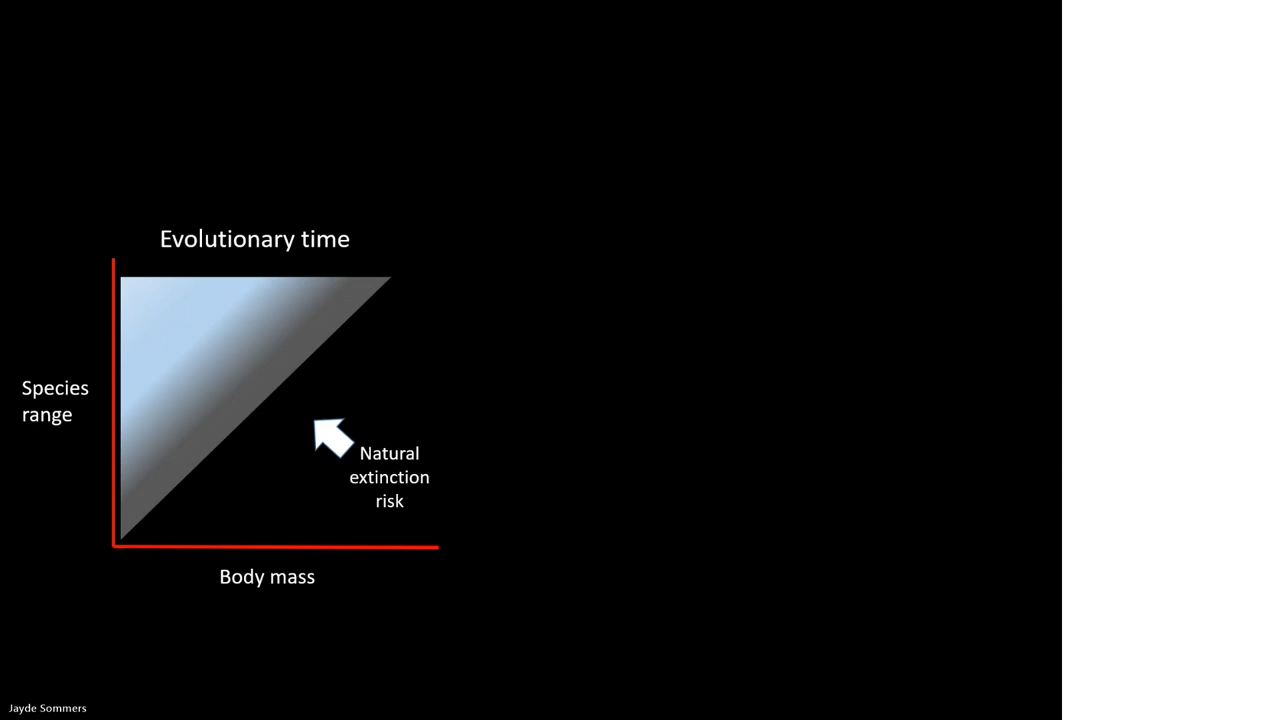 Evolutionary time
Species
range
Natural
extinction
risk
Body mass
Jayde Sommers